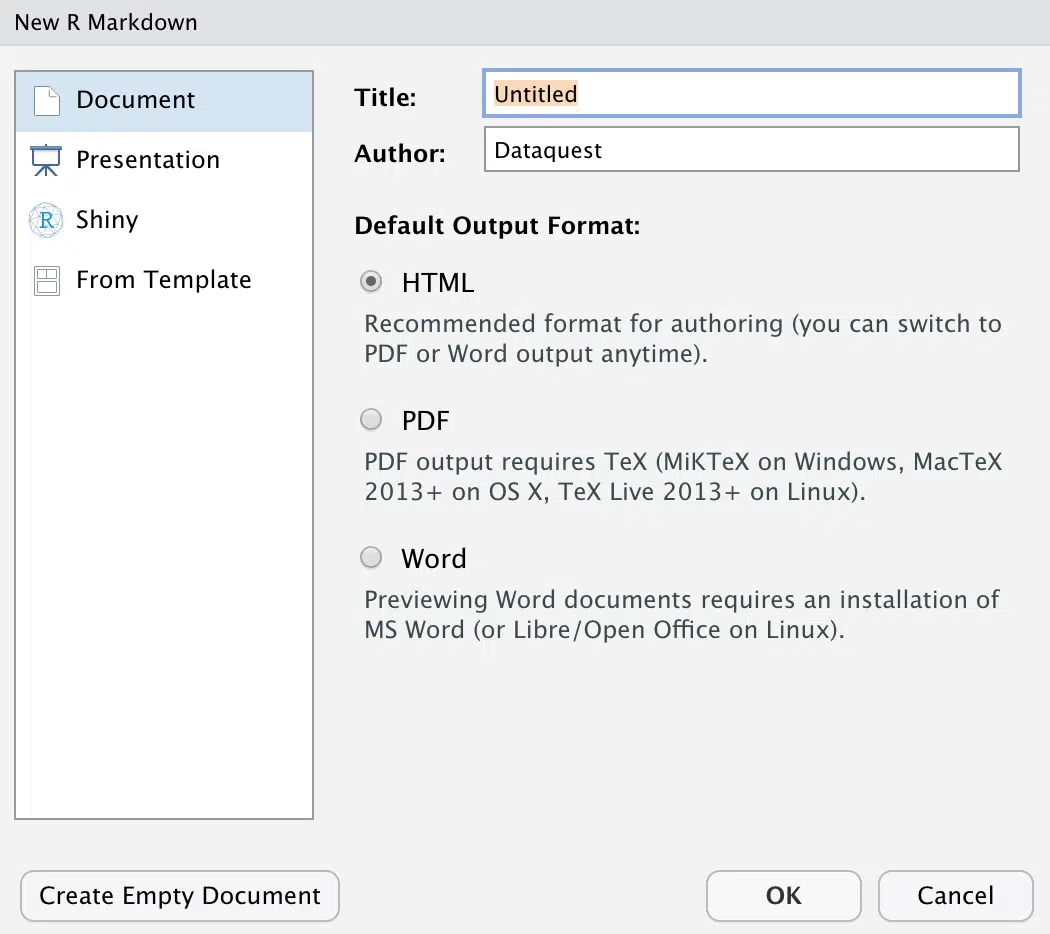 New R Markdown
Document
Presentation
R
Shiny
From Template
Title:
Untitled
Author:
Dataquest
Default Output Format:
HTML
Recommended format for authoring (you can switch to
PDF or Word output anytime).
PDF
PDF output requires TeX (MiKTeX on Windows, MacTeX
2013+ on OS X, TeX Live 2013+ on Linux).
Word
Previewing Word documents requires an installation of
MS Word (or Libre/Open Office on Linux).
Create Empty Document
OK
Cancel